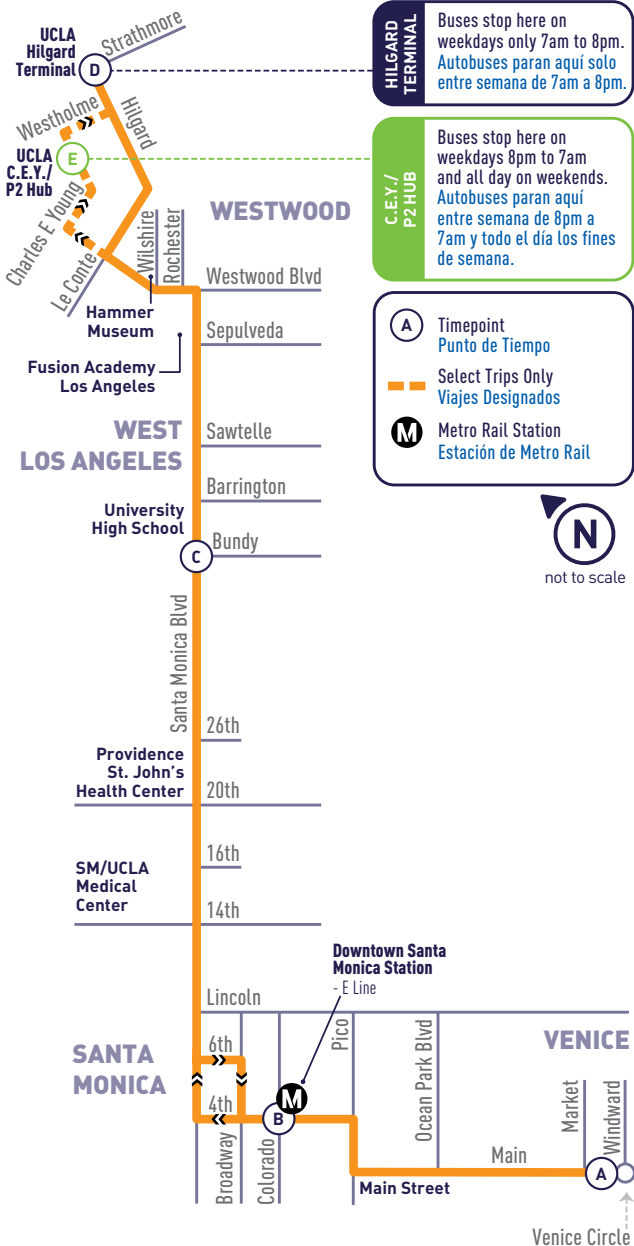 UCLA
Hilgard
Terminal
D
Strathmore
HILGARD
TERMINAL
Buses stop here on
weekdays only 7am to 8pm.
Autobuses paran aquí solo
entre semana de 7am a 8pm.
Westholme
Hilgard
UCLA
C.E.Y./
P2 Hub
E
C.E.Y./
P2 HUB
Buses stop here on
weekdays 8pm to 7am
and all day on weekends.
Autobuses paran aquí
entre semana de 8pm a
7am y todo el día los fines
de semana.
Charles E Young
Le Conte
Wilshire
Rochester
WESTWOOD
Westwood Blvd
Hammer
Museum
Sepulveda
Fusion Academy
Los Angeles
A
Timepoint
Punto de Tiempo
Select Trips Only
Viajes Designados
M
Metro Rail Station
Estación de Metro Rail
WEST
LOS ANGELES
Sawtelle
Barrington
University
High School
C
Bundy
N
not to scale
Santa Monica Blvd
26th
Providence
St. John's
Health Center
20th
16th
SM/UCLA
Medical
Center
14th
Downtown Santa
Monica Station
- E Line
Lincoln
SANTA
MONICA
6th
4th
Broadway
Colorado
M
B
Pico
Ocean Park Blvd
VENICE
Market
Windward
Main
A
Main Street
Venice Circle